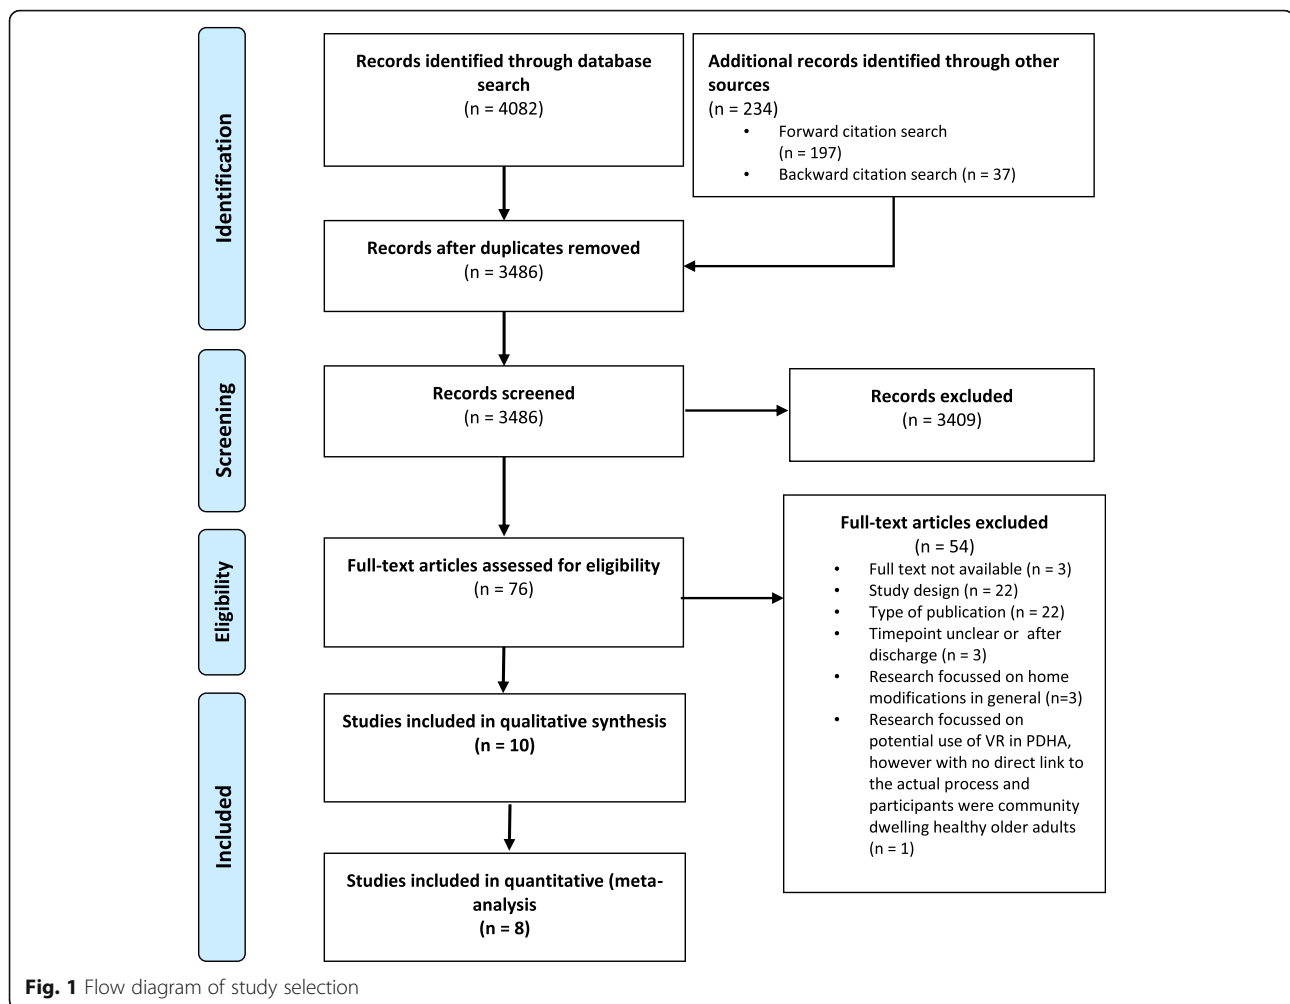 Identification
Records identified through database
search
(n = 4082)
Additional records identified through other
sources
(n = 234)
• Forward citation search
(n = 197)
• Backward citation search (n = 37)
Records after duplicates removed
(n = 3486)
Screening
Records screened
(n = 3486)
Records excluded
(n = 3409)
Eligibility
Full-text articles assessed for eligibility
(n = 76)
Full-text articles excluded
(n = 54)
• Full text not available (n = 3)
• Study design (n = 22)
• Type of publication (n = 22)
• Timepoint unclear or after
discharge (n = 3)
• Research focussed on home
modifications in general (n=3)
• Research focussed on
potential use of VR in PDHA,
however with no direct link to
the actual process and
participants were community
dwelling healthy older adults
(n = 1)
Included
Studies included in qualitative synthesis
(n = 10)
Studies included in quantitative (meta-
analysis
(n = 8)
Fig. 1 Flow diagram of study selection